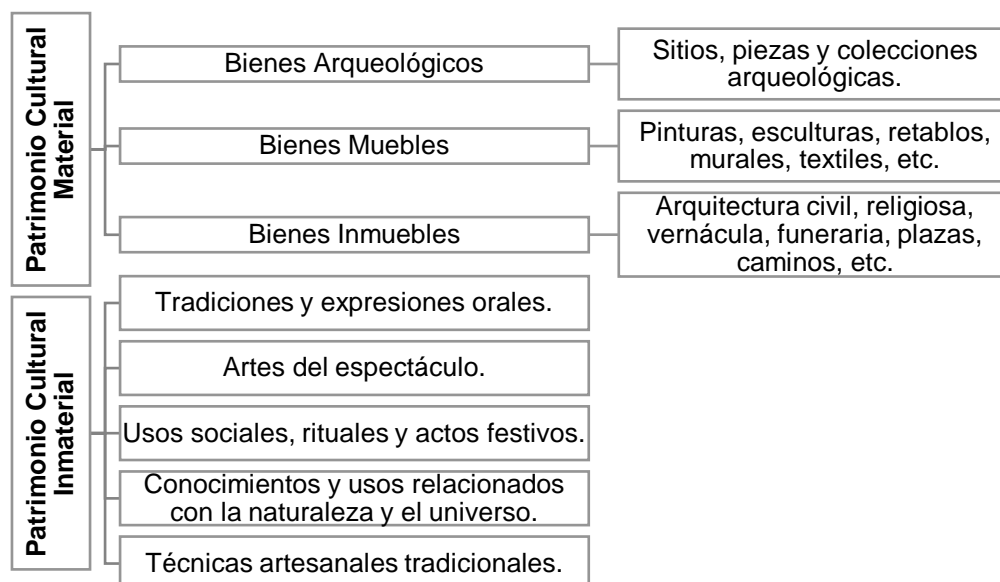 Patrimonio Cultural
Material
Bienes Arqueológicos
Sitios, piezas y colecciones
arqueológicas.
Bienes Muebles
Pinturas, esculturas, retablos,
murales, textiles, etc.
Bienes Inmuebles
Arquitectura civil, religiosa,
vernácula, funeraria, plazas,
caminos, etc.
Patrimonio Cultural
Inmaterial
Tradiciones y expresiones orales.
Artes del espectáculo.
Usos sociales, rituales y actos festivos.
Conocimientos y usos relacionados
con la naturaleza y el universo.
Técnicas artesanales tradicionales.